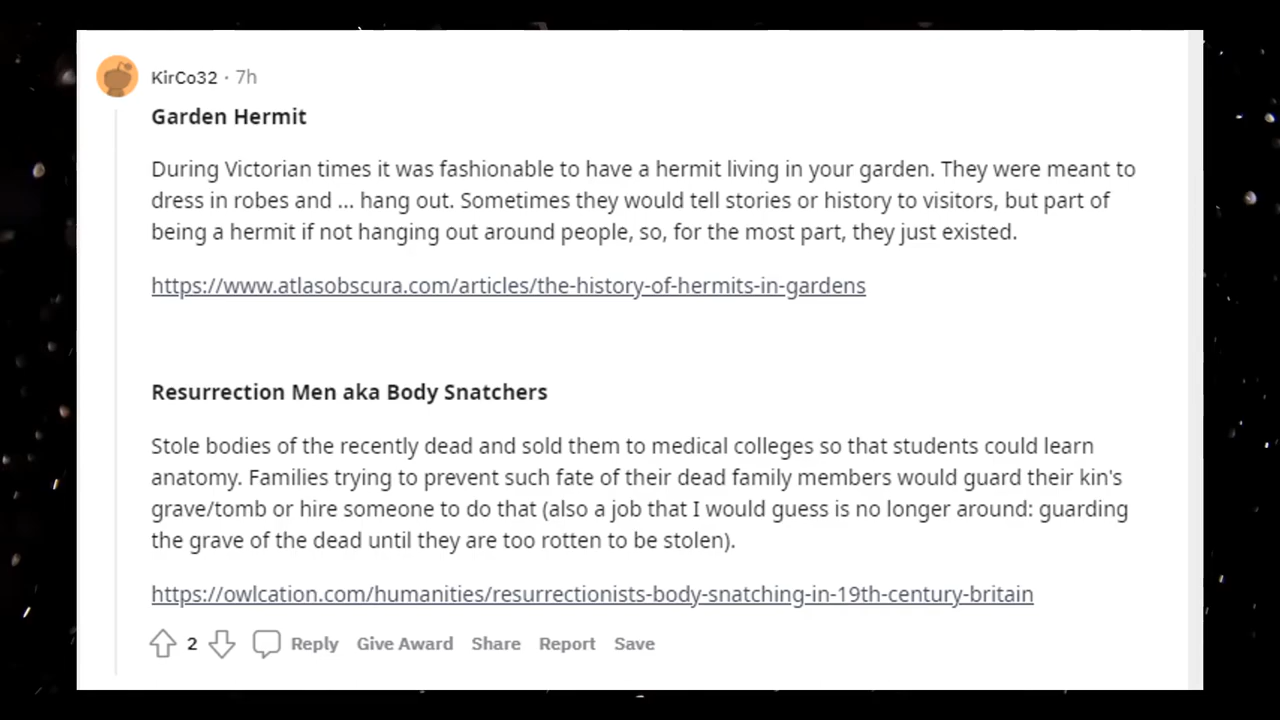 KirCo32 · 7h
Garden Hermit
During Victorian times it was fashionable to have a hermit living in your garden. They were meant to
dress in robes and ... hang out. Sometimes they would tell stories or history to visitors, but part of
being a hermit if not hanging out around people, so, for the most part, they just existed.
https://www.atlasobscura.com/articles/the-history-of-hermits-in-gardens
Resurrection Men aka Body Snatchers
Stole bodies of the recently dead and sold them to medical colleges so that students could learn
anatomy. Families trying to prevent such fate of their dead family members would guard their kin's
grave/tomb or hire someone to do that (also a job that I would guess is no longer around: guarding
the grave of the dead until they are too rotten to be stolen).
https://owlcation.com/humanities/resurrectionists-body-snatching-in-19th-century-britain
2 Reply Give Award Share Report Save